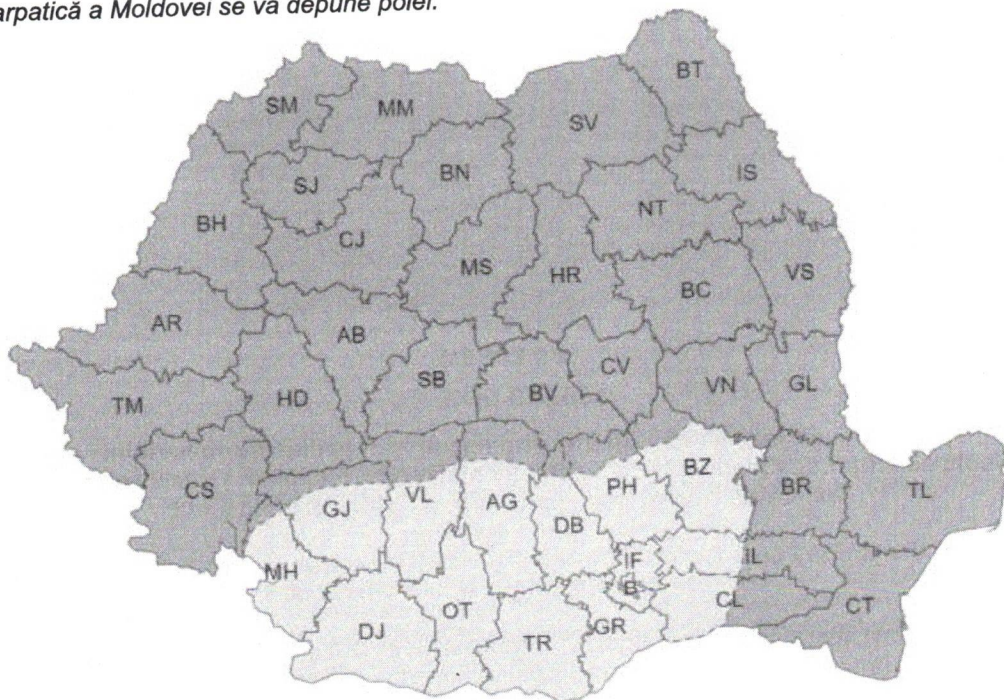 a Moldovei se va depune polei.
BT
SM
MM
SV
IS
SJ
BN
NT
BH
CJ
MS
HR
BC
VS
AR
AB
CV
SB
BV
VN
GL
TM
HD
CS
GJ
VL
AG
DB
PH
BZ
BR
TL
MH
IF
IL
B
CL
CT
DJ
OT
TR
GR